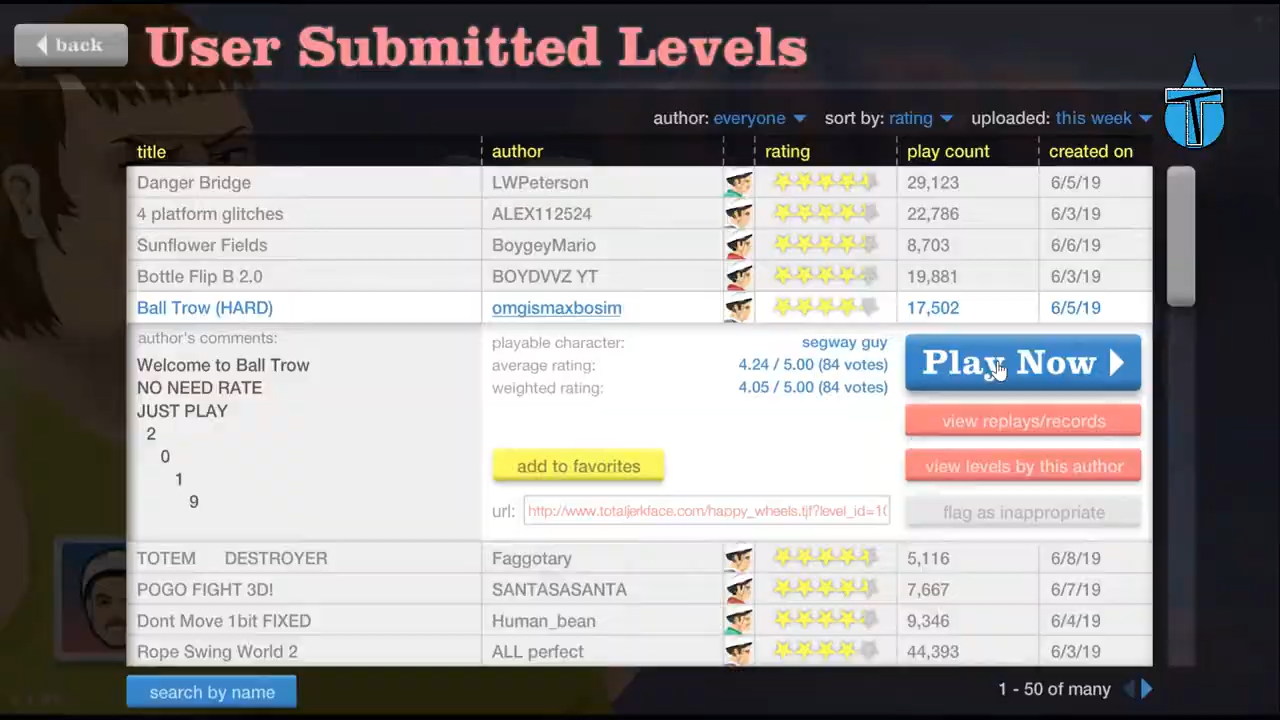 back
User Submitted Levels
author: everyone sort by: rating uploaded: this week
title author rating play count created on
Danger Bridge LWPeterson 29,123 6/5/19
4 platform glitches ALEX112524 22,786 6/3/19
Sunflower Fields BoygeyMario 8,703 6/6/19
Bottle Flip B 2.0 BOYDVVZ YT 19,881 6/3/19
Ball Trow (HARD) omgismaxbosim 17,502 6/5/19
author's comments:
Welcome to Ball Trow
NO NEED RATE
JUST PLAY
2
0
1
9
playable character: segway guy
average rating: 4.24 / 5.00 (84 votes)
weighted rating: 4.05 / 5.00 (84 votes)
add to favorites
url: http://www.totaljerkface.com/happy_wheels.tjf?level_id=1
Play Now
view replays/records
view levels by this author
flag as inappropriate
TOTEM DESTROYER Faggotary 5,116 6/8/19
POGO FIGHT 3D! SANTASASANTA 7,667 6/7/19
Dont Move 1bit FIXED Human_bean 9,346 6/4/19
Rope Swing World 2 ALL perfect 44,393 6/3/19
search by name
1 - 50 of many